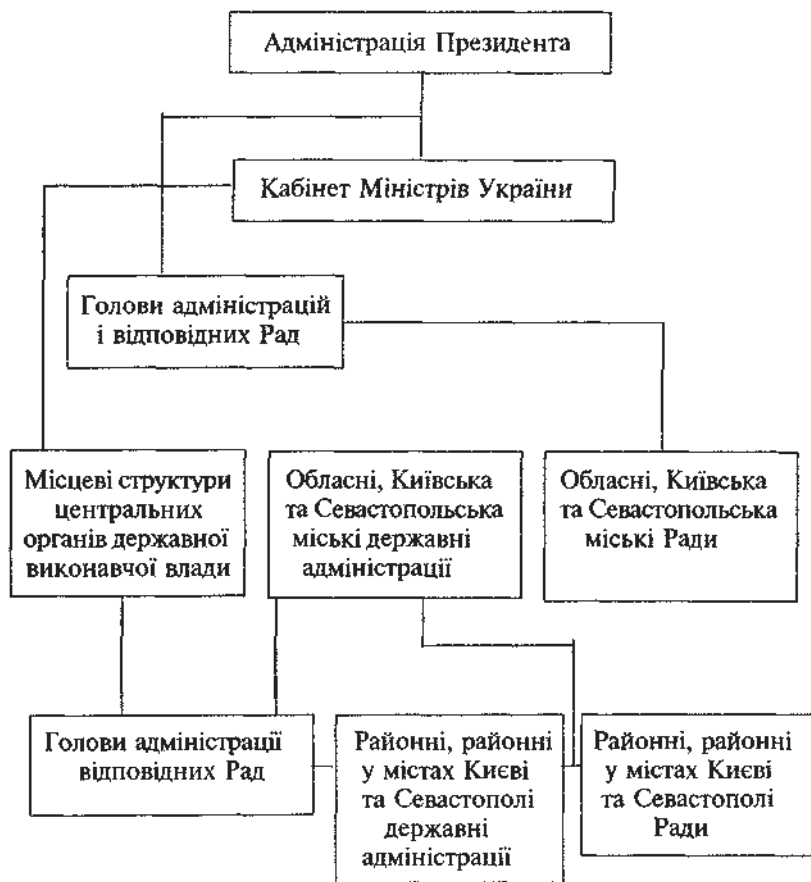 Адміністрація Президента
Кабінет Міністрів України
Голови адміністрацій
і відповідних Рад
Місцеві структури
центральних
органів державної
виконавчої влади
Обласні, Київська
та Севастопольська
міські державні
адміністрації
Обласні, Київська
та Севастопольська
міські Ради
Голови адміністрації
відповідних Рад
Районні, районні
у містах Києві
та Севастополі
державні
адміністрації
Районні, районні
у містах Києві
та Севастополі
Ради